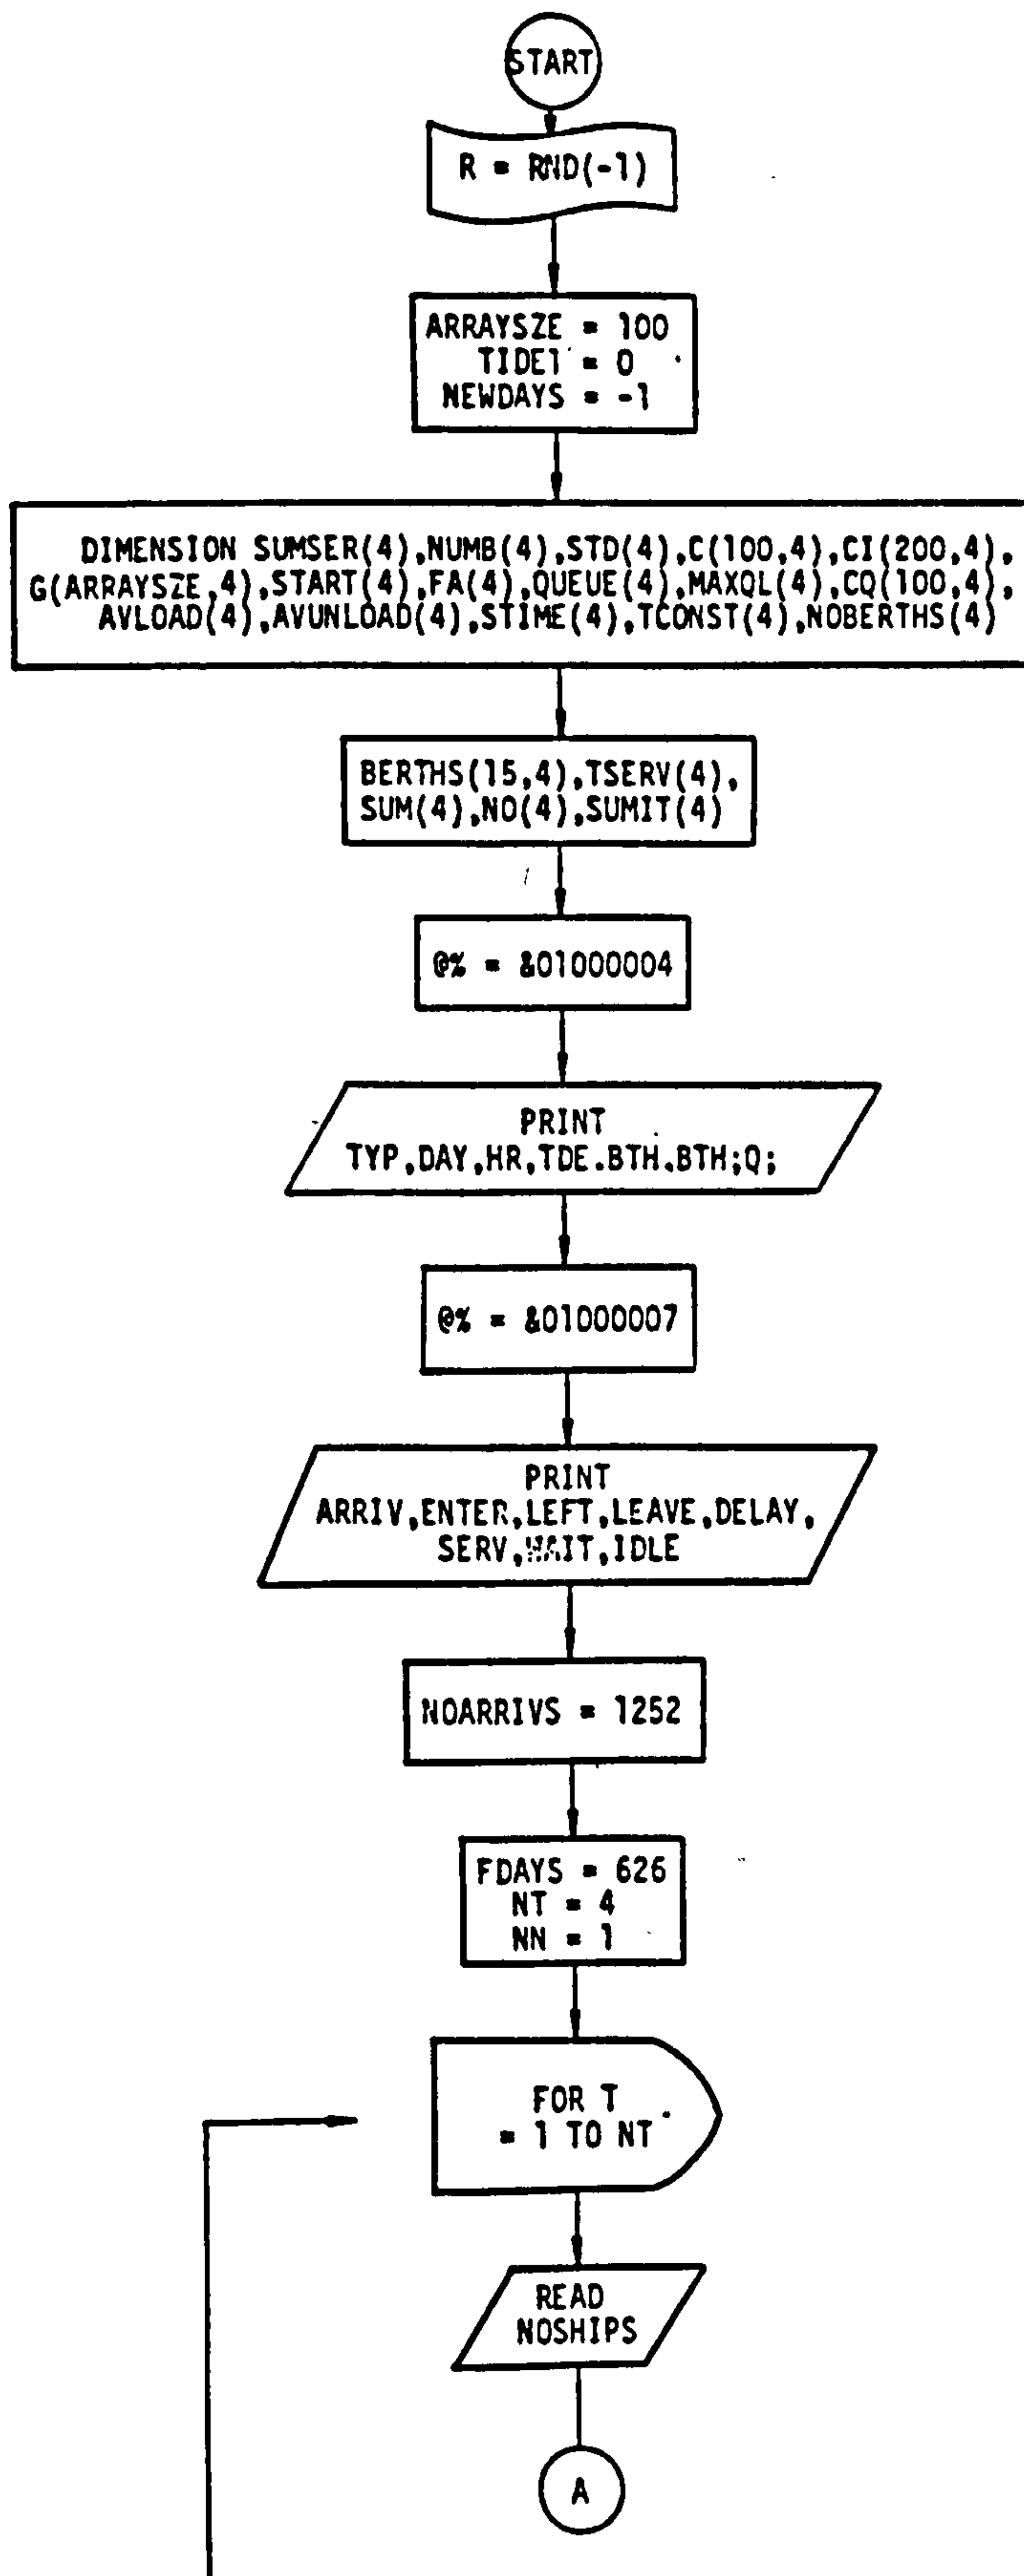 START
R = RND(-1)
ARRAYSZE = 100
TIDE1 = 0
NEWDAYS = -1
DIMENSION SUMSER(4),NUMB(4),STD(4),C(100,4),CI(200,4),
G(ARRAYSZE,4),START(4),FA(4),QUEUE(4),MAXQL(4),CQ(100,4),
AVLOAD(4),AVUNLOAD(4),STIME(4),TCONST(4),NOBERTHS(4)
BERTHS(15,4),TSERV(4),
SUM(4),NO(4),SUMIT(4)
@% = &01000004
PRINT
TYP,DAY,HR,TDE.BTH.BTH;Q;
@% = &01000007
PRINT
ARRIV,ENTER,LEFT,LEAVE,DELAY,
SERV,WAIT,IDLE
NOARRIVS = 1252
FDAYS = 626
NT = 4
NN = 1
FOR T
= 1 TO NT
READ
NOSHIPS
A